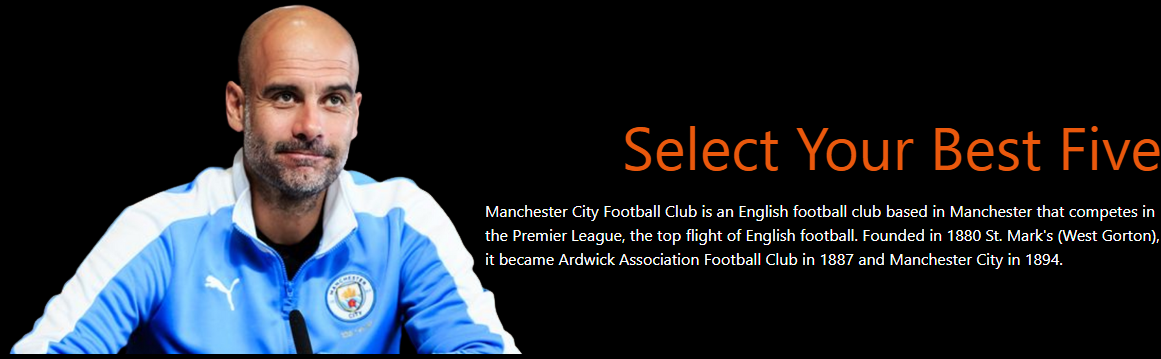 Select Your Best Five
Manchester City Football Club is an English football club based in Manchester that competes in
the Premier League, the top flight of English football. Founded in 1880 St. Mark's (West Gorton),
it became Ardwick Association Football Club in 1887 and Manchester City in 1894.
MANCHESTER
CITY